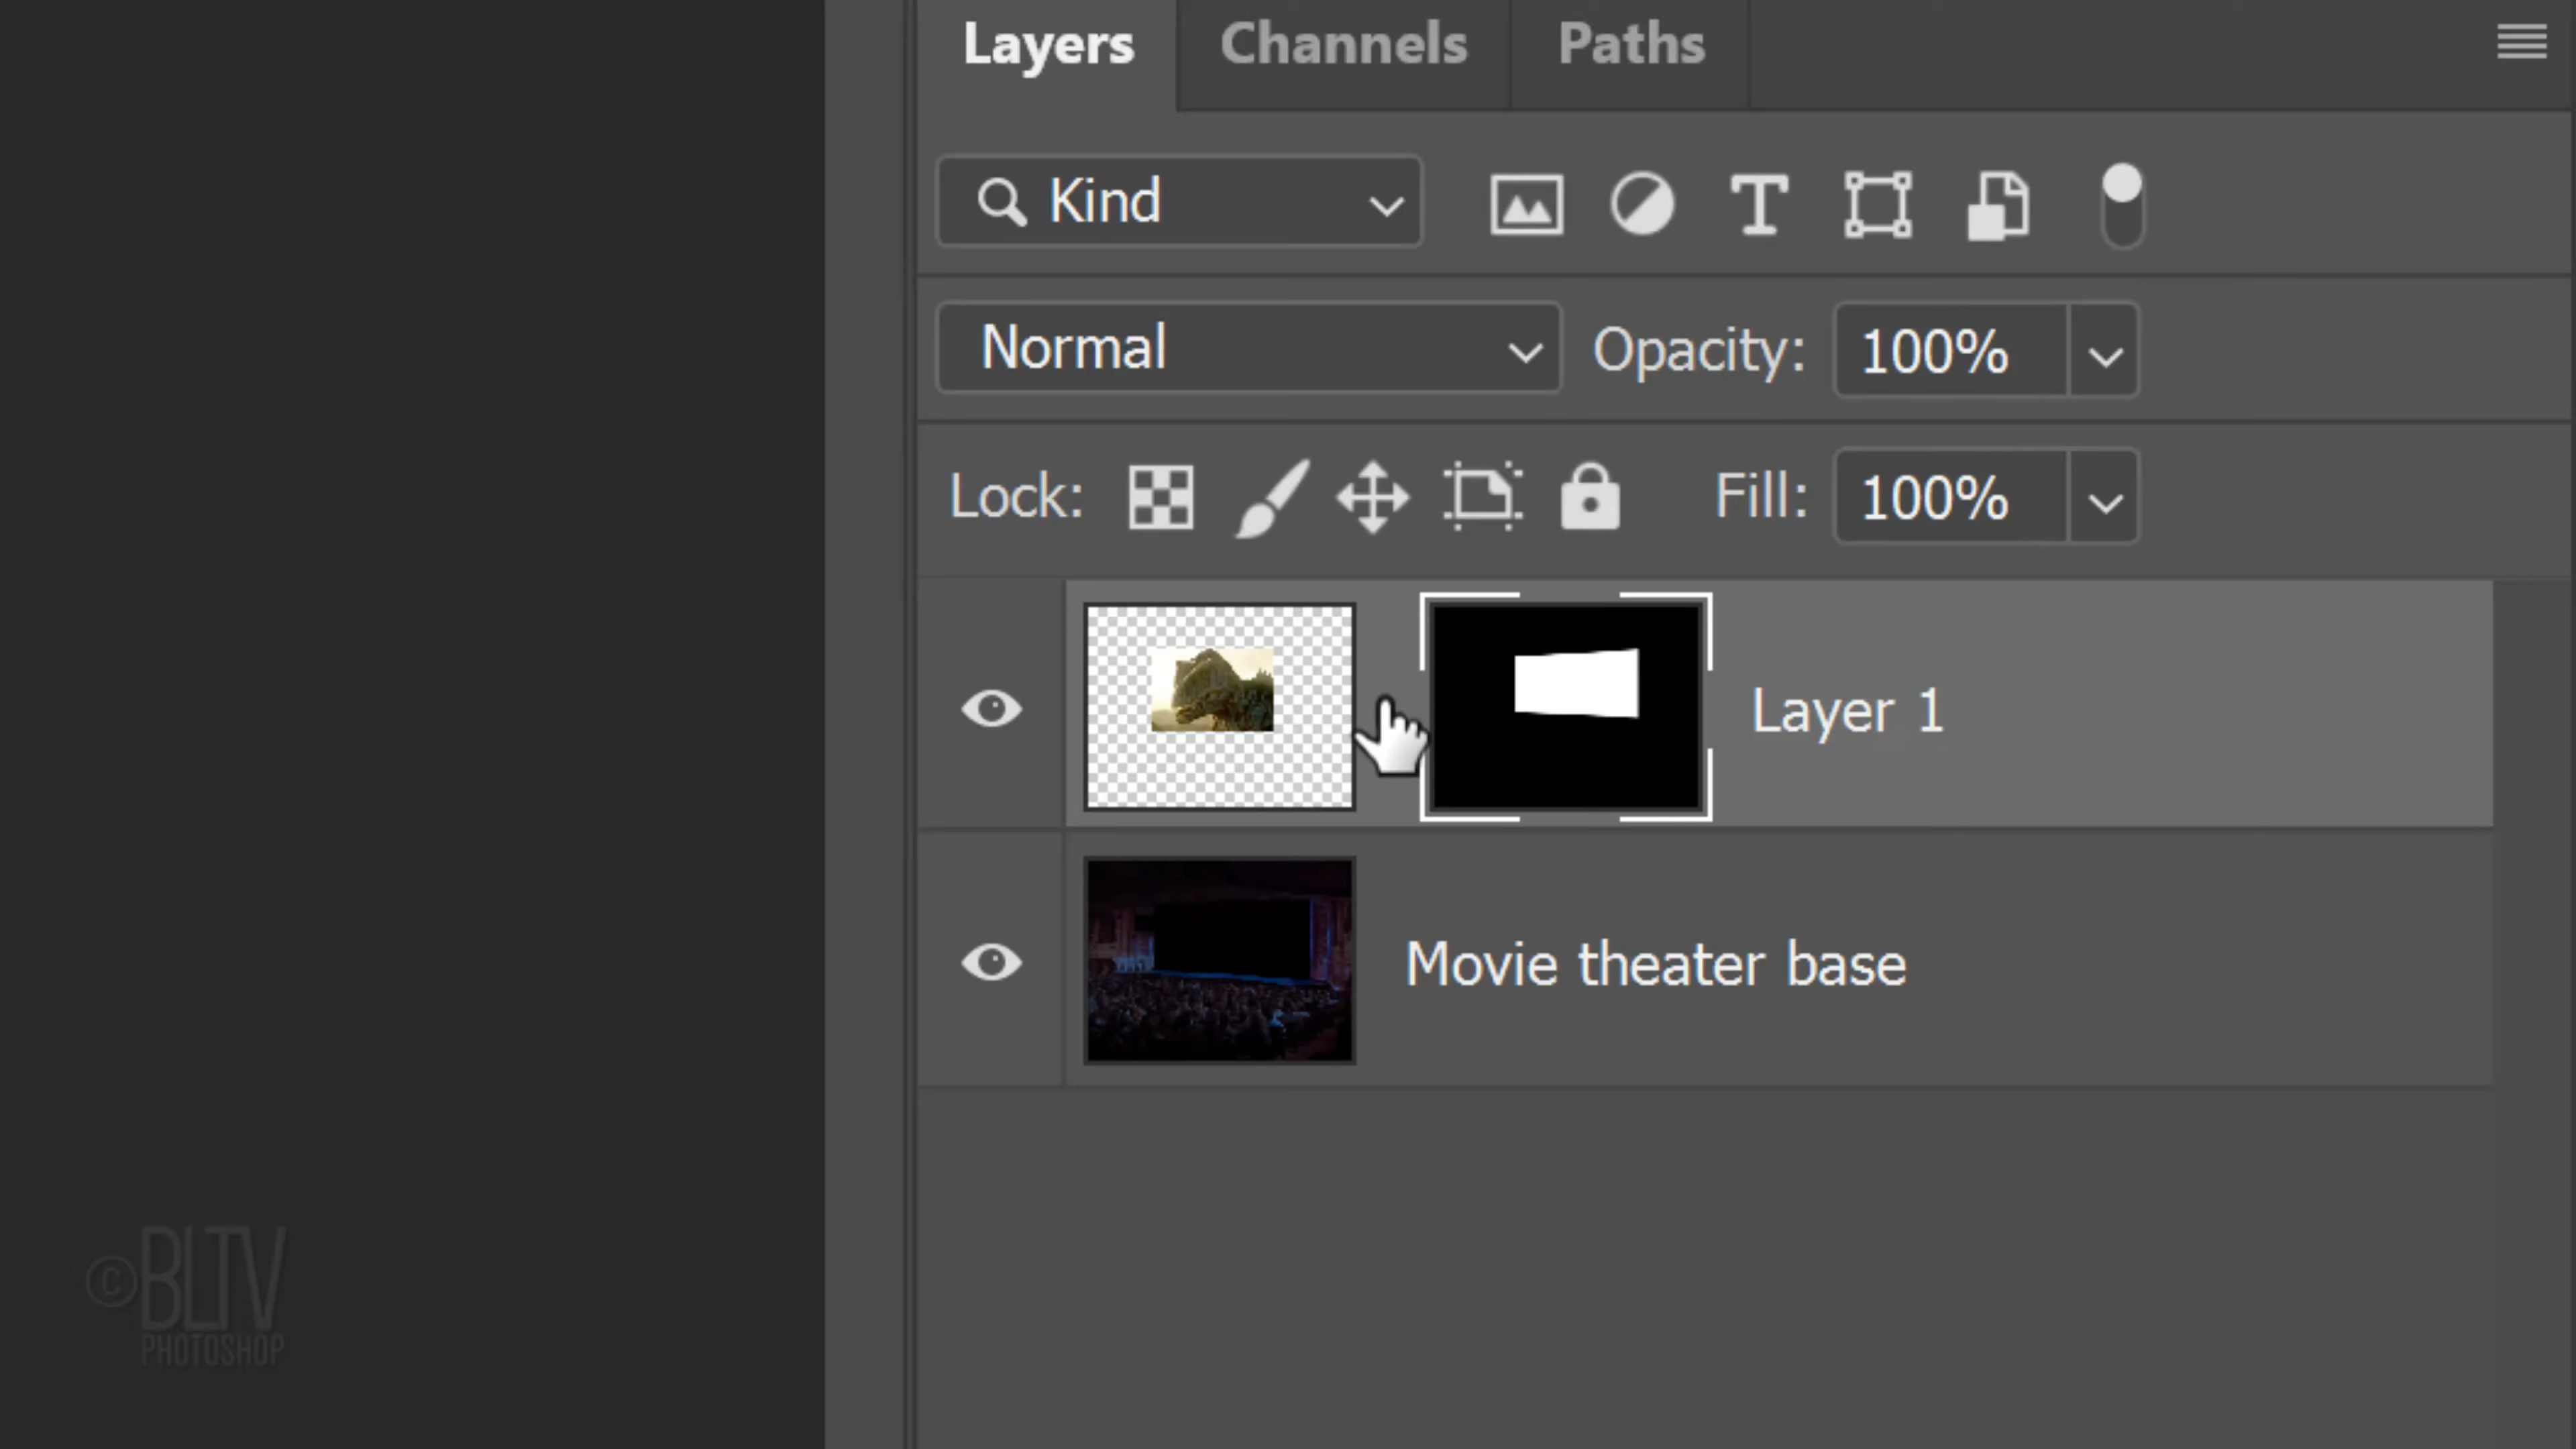 Layers Channels Paths
Kind
Normal Opacity: 100%
Lock: Fill: 100%
Layer 1
Movie theater base
©BLTV
PHOTOSHOP